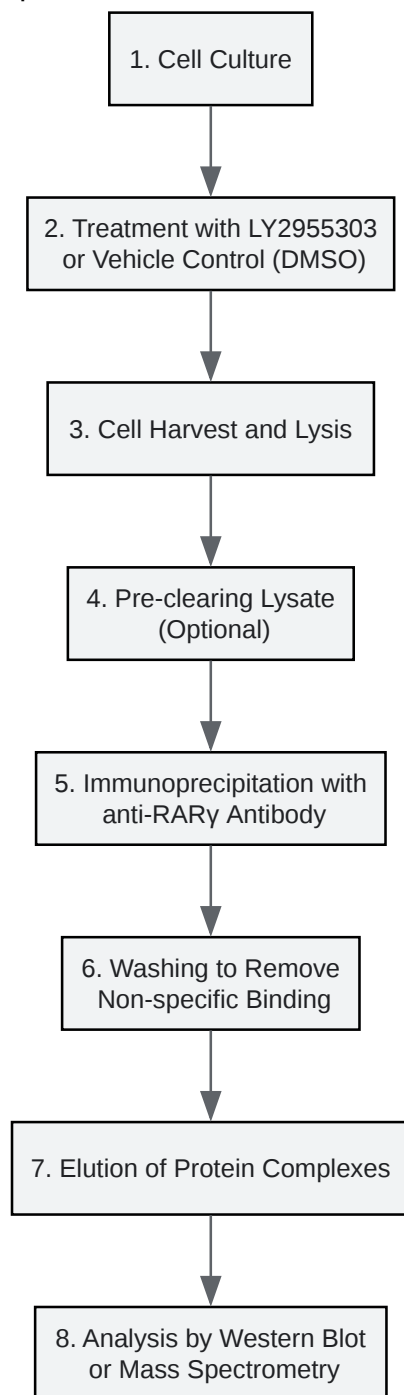 1. Cell Culture
2. Treatment with LY2955303
or Vehicle Control (DMSO)
3. Cell Harvest and Lysis
4. Pre-clearing Lysate
(Optional)
5. Immunoprecipitation with
anti-RARγ Antibody
6. Washing to Remove
Non-specific Binding
7. Elution of Protein Complexes
8. Analysis by Western Blot
or Mass Spectrometry